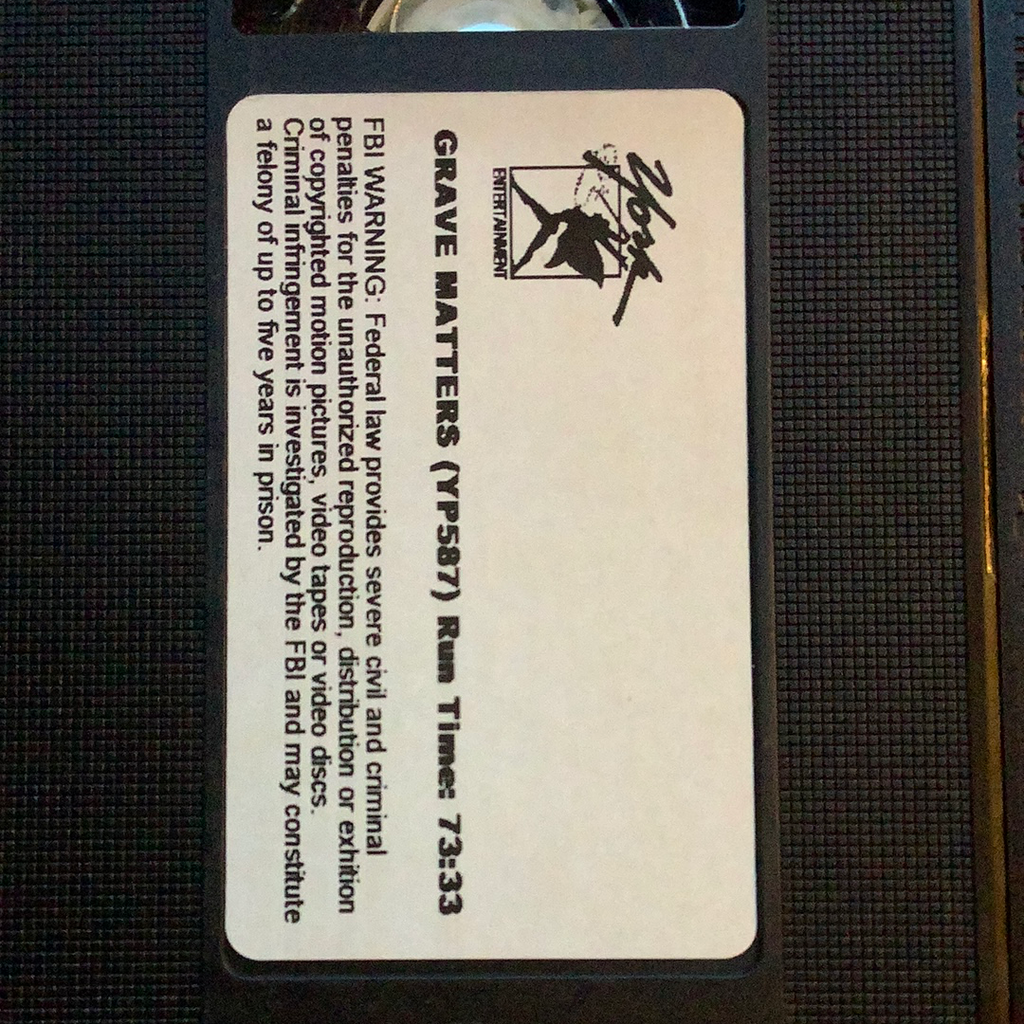 York
ENTERTAINMENT
GRAVE MATTERS (YP587) Run Time: 73:33
FBI WARNING: Federal law provides severe civil and criminal
penalties for the unauthorized reproduction, distribution or exhition
of copyrighted motion pictures, video tapes or video discs.
Criminal infringement is investigated by the FBI and may constitute
a felony of up to five years in prison.